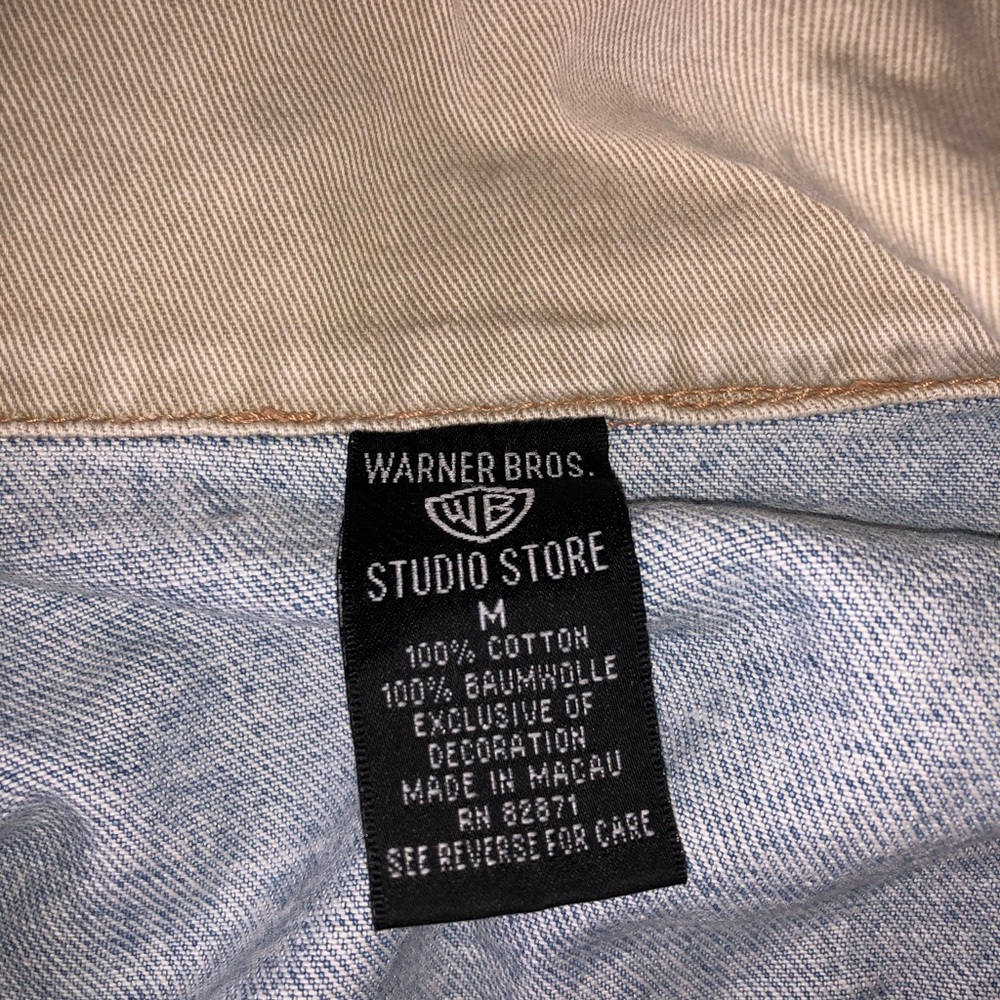 WARNER BROS.
WB
STUDIO STORE
M
100% COTTON
100% BAUMWOLLE
EXCLUSIVE OF
DECORATION
MADE IN MACAU
RN 82871
SEE REVERSE FOR CARE